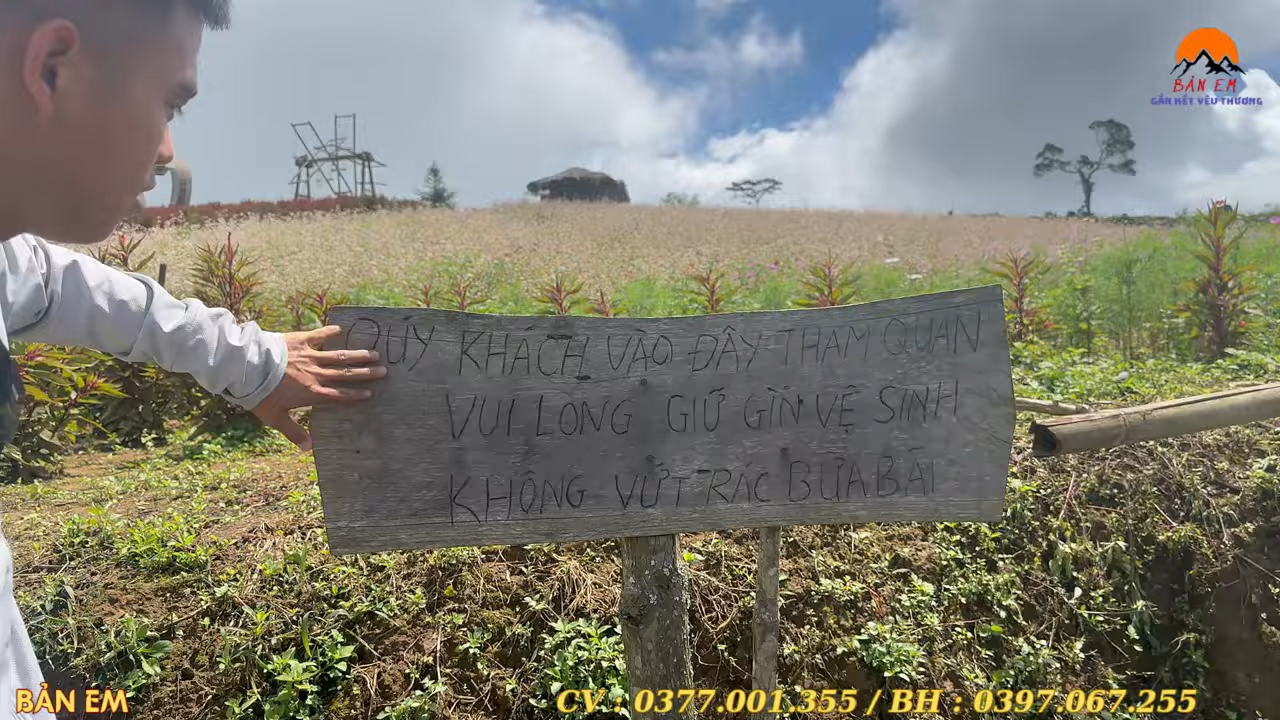 BẢN EM
GẮN KẾT YÊU THƯƠNG
QUÝ KHÁCH VÀO ĐÂY THAM QUAN
VUI LÒNG GIỮ GÌN VỆ SINH
KHÔNG VỨT RÁC BỪA BÃI
BẢN EM
CV : 0377.001.355 / BH : 0397.067.255